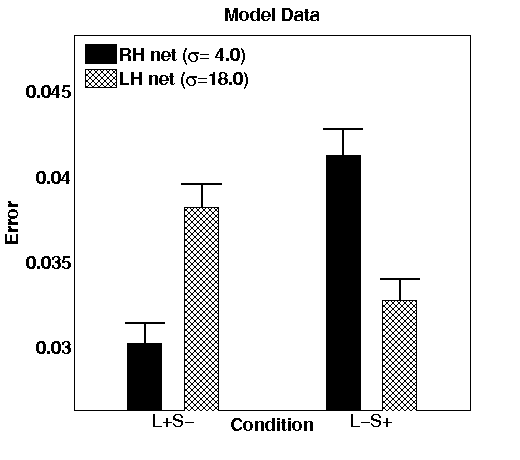 Model Data
RH net (σ= 4.0)
LH net (σ=18.0)
0.045
0.04
0.035
0.03
Error
L+S−
L−S+
Condition